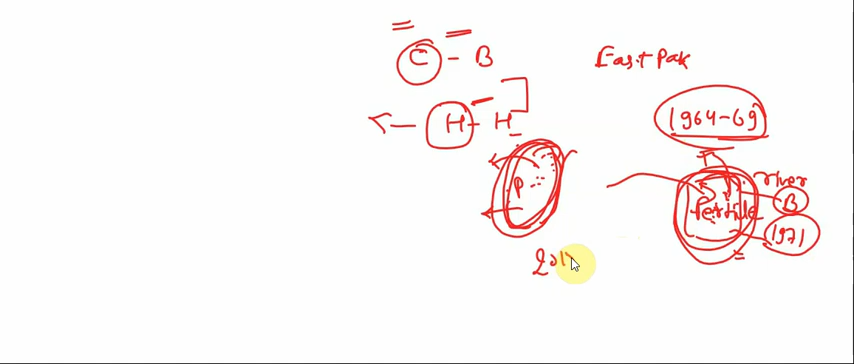 C - B
East Pak
H - H
1964-69
P
river
fertile
B
1971
201